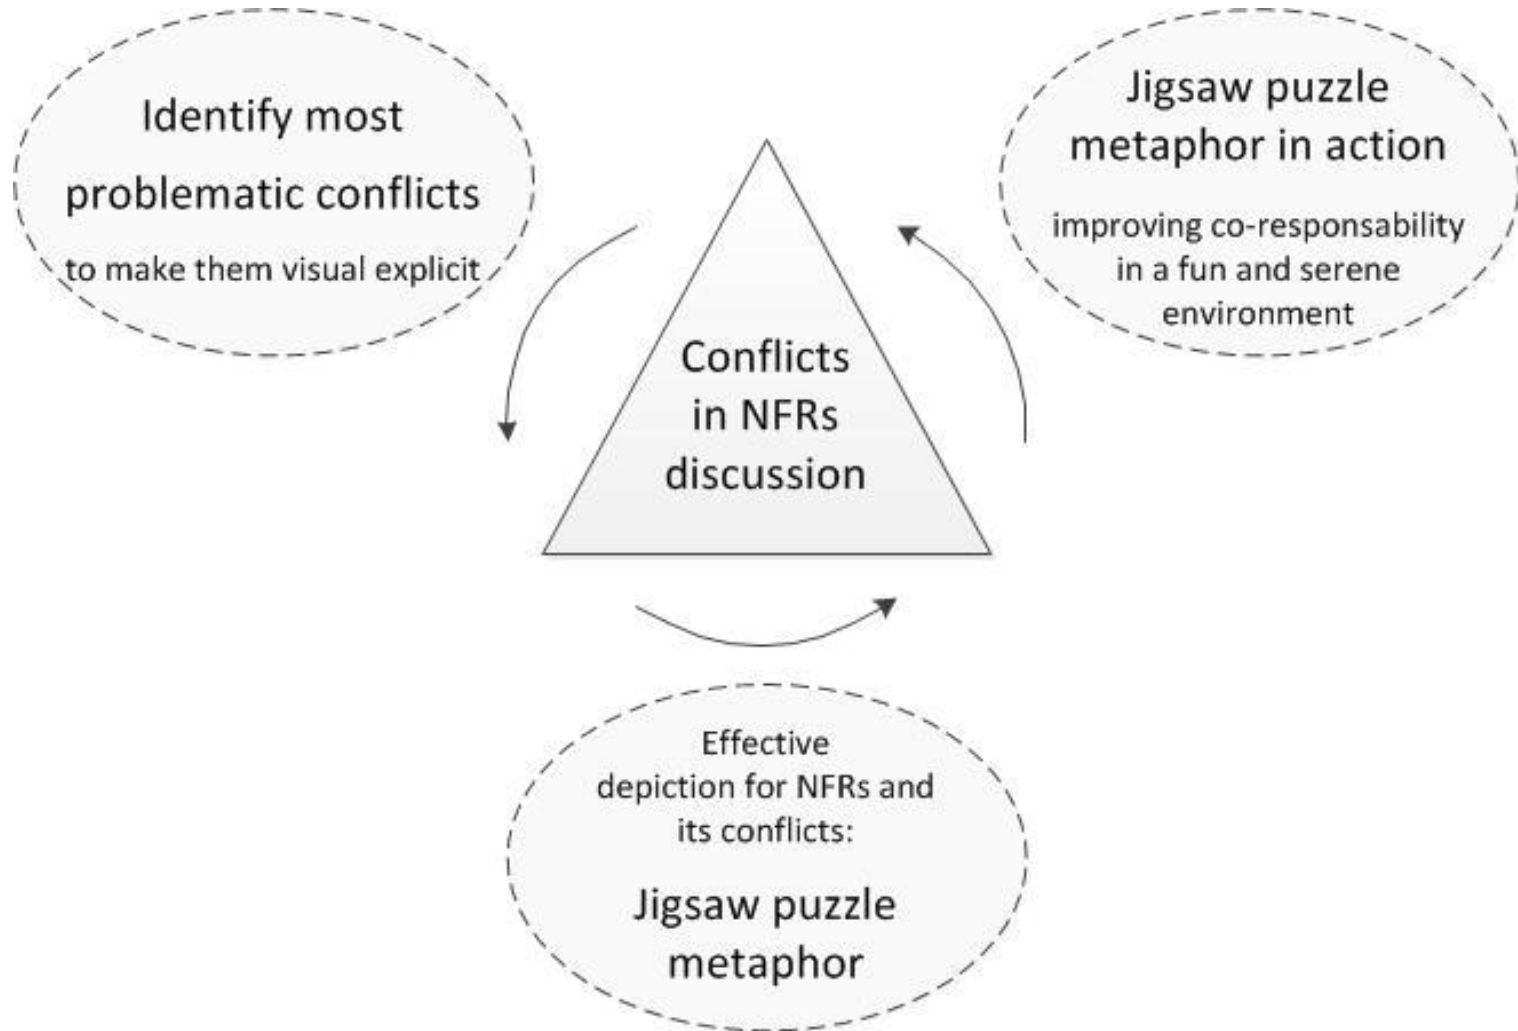 Identify most
problematic conflicts
to make them visual explicit
Jigsaw puzzle
metaphor in action
improving co-responsability
in a fun and serene
environment
Conflicts
in NFRs
discussion
Effective
depiction for NFRs and
its conflicts:
Jigsaw puzzle
metaphor